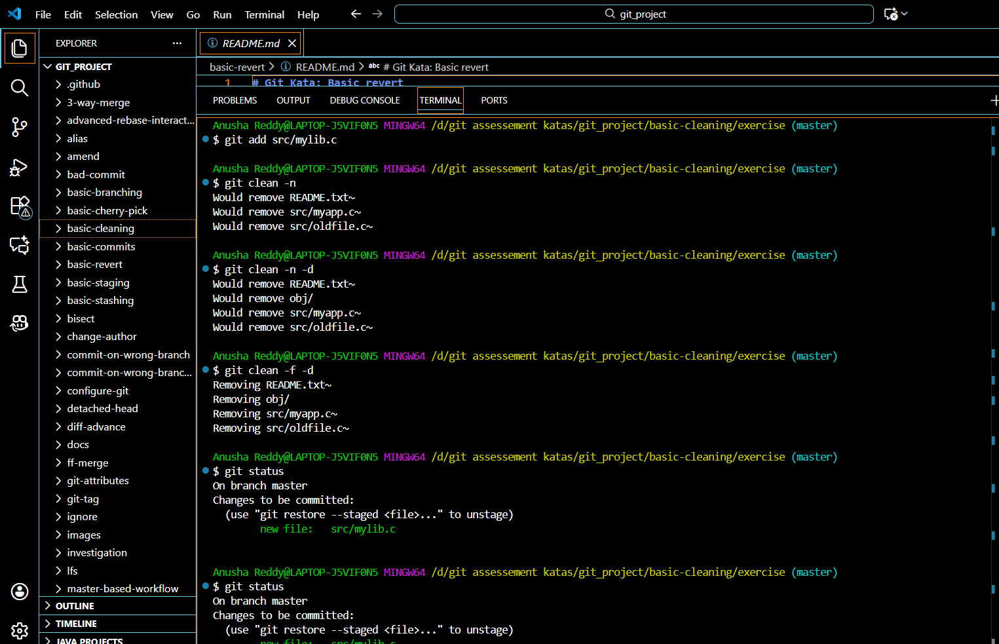 File Edit Selection View Go Run Terminal Help
git_project
EXPLORER
README.md
GIT_PROJECT
.github
3-way-merge
advanced-rebase-interact...
alias
amend
bad-commit
basic-branching
basic-cherry-pick
basic-cleaning
basic-commits
basic-revert
basic-staging
basic-stashing
bisect
change-author
commit-on-wrong-branch
commit-on-wrong-branc...
configure-git
detached-head
diff-advance
docs
ff-merge
git-attributes
git-tag
ignore
images
investigation
lfs
master-based-workflow
OUTLINE
TIMELINE
JAVA PROJECTS
basic-revert > README.md > abc # Git Kata: Basic revert
1 # Git Kata: Basic revert
PROBLEMS OUTPUT DEBUG CONSOLE TERMINAL PORTS
Anusha Reddy@LAPTOP-J5VIF0N5 MINGW64 /d/git assessement katas/git_project/basic-cleaning/exercise (master)
$ git add src/mylib.c
Anusha Reddy@LAPTOP-J5VIF0N5 MINGW64 /d/git assessement katas/git_project/basic-cleaning/exercise (master)
$ git clean -n
Would remove README.txt~
Would remove src/myapp.c~
Would remove src/oldfile.c~
Anusha Reddy@LAPTOP-J5VIF0N5 MINGW64 /d/git assessement katas/git_project/basic-cleaning/exercise (master)
$ git clean -n -d
Would remove README.txt~
Would remove obj/
Would remove src/myapp.c~
Would remove src/oldfile.c~
Anusha Reddy@LAPTOP-J5VIF0N5 MINGW64 /d/git assessement katas/git_project/basic-cleaning/exercise (master)
$ git clean -f -d
Removing README.txt~
Removing obj/
Removing src/myapp.c~
Removing src/oldfile.c~
Anusha Reddy@LAPTOP-J5VIF0N5 MINGW64 /d/git assessement katas/git_project/basic-cleaning/exercise (master)
$ git status
On branch master
Changes to be committed:
(use "git restore --staged <file>..." to unstage)
new file: src/mylib.c
Anusha Reddy@LAPTOP-J5VIF0N5 MINGW64 /d/git assessement katas/git_project/basic-cleaning/exercise (master)
$ git status
On branch master
Changes to be committed:
(use "git restore --staged <file>..." to unstage)
new file: src/mylib.c